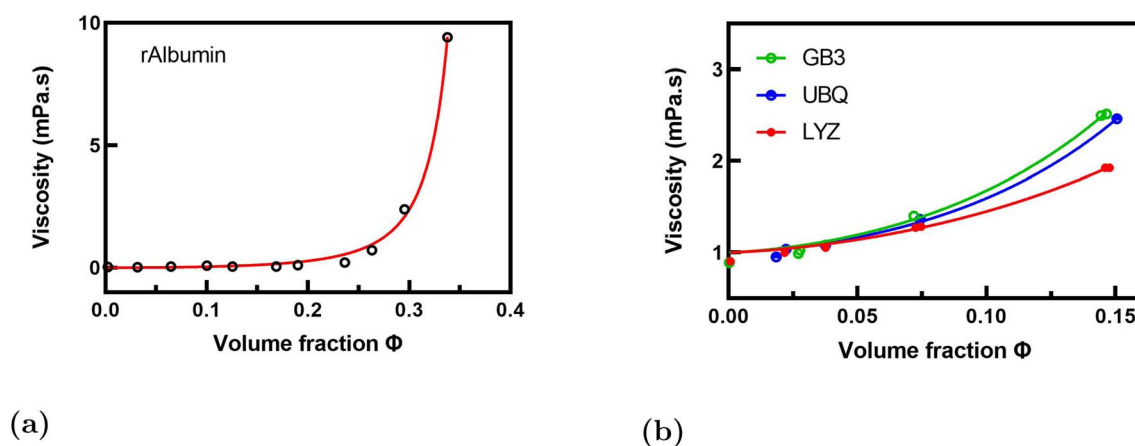 10
5
0
0.0
0.1
0.2
0.3
0.4
Viscosity (mPa.s)
Volume fraction Φ
rAlbumin
(a)
3
2
1
0.00
0.05
0.10
0.15
Viscosity (mPa.s)
Volume fraction Φ
GB3
UBQ
LYZ
(b)